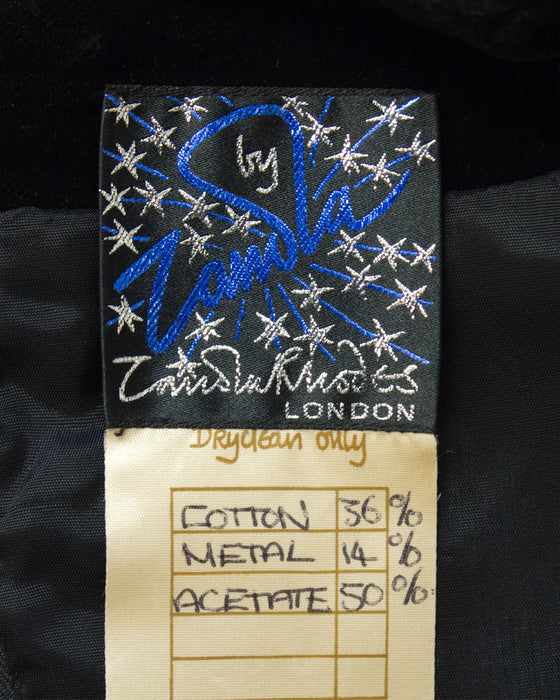 by
Zandra
Zandra Rhodes
LONDON
Dryclean only
COTTON 36%
METAL 14%
ACETATE 50%